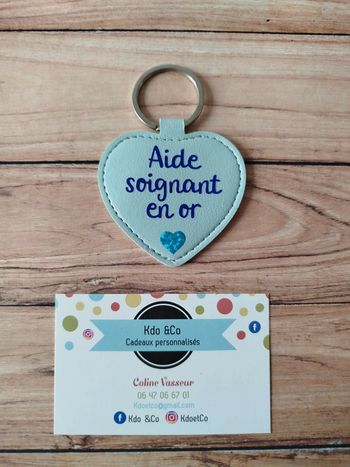 Aide
soignant
en or
Kdo &Co
Cadeaux personnalisés
Coline Vasseur
06 47 06 67 01
Kdoetco@gmail.com
Kdo &Co KdoetCo